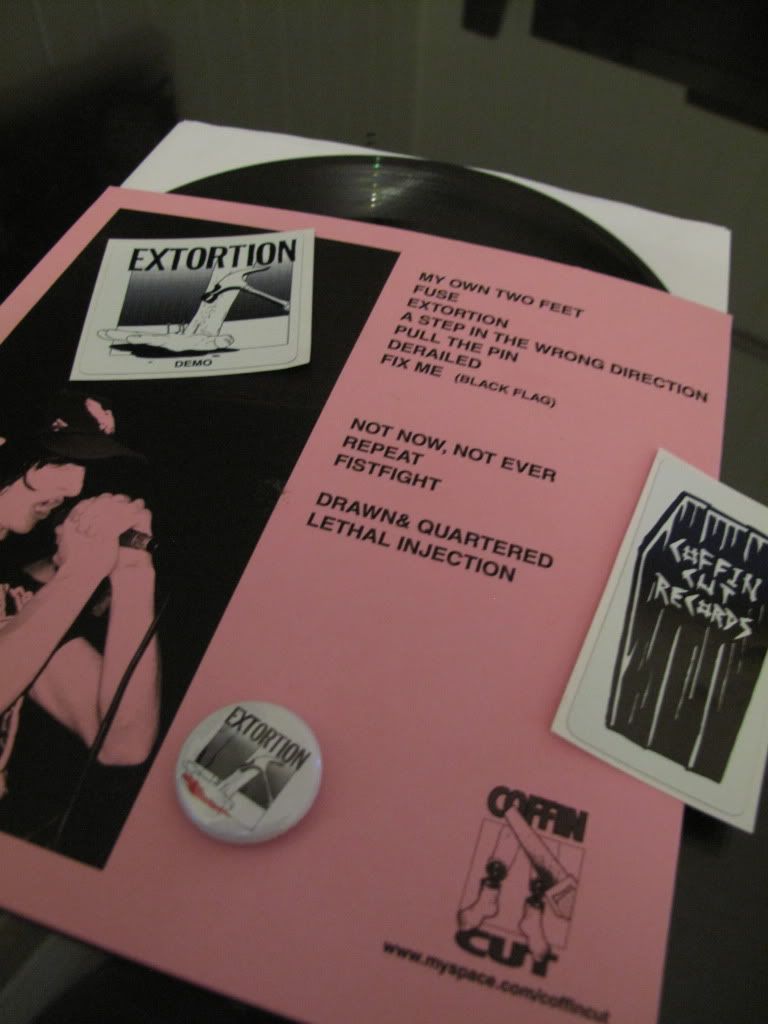 EXTORTION
DEMO
MY OWN TWO FEET
FUSE
EXTORTION
A STEP IN THE WRONG DIRECTION
PULL THE PIN
DERAILED
FIX ME (BLACK FLAG)
NOT NOW, NOT EVER
REPEAT
FISTFIGHT
DRAWN& QUARTERED
LETHAL INJECTION
COFFIN
CUT
RECORDS
EXTORTION
COFFIN
CUT
www.myspace.com/coffincut